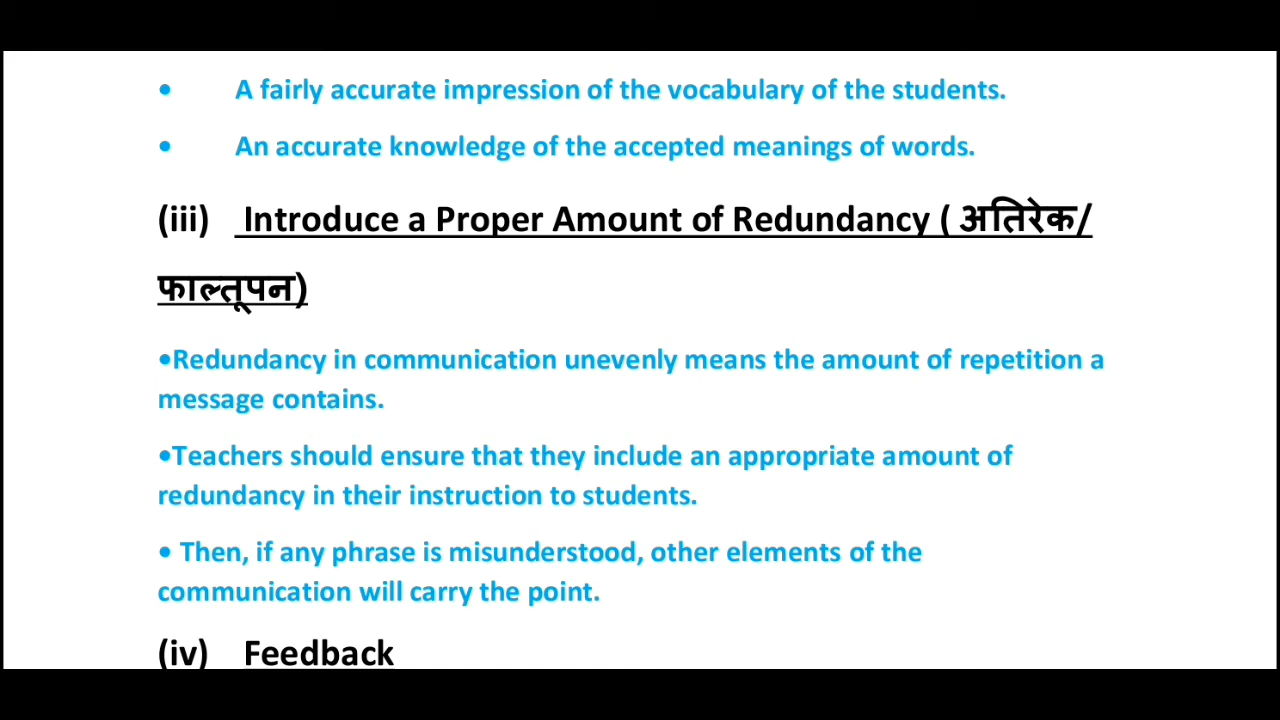 • A fairly accurate impression of the vocabulary of the students.
• An accurate knowledge of the accepted meanings of words.
(iii) Introduce a Proper Amount of Redundancy ( अतिरेक/
फाल्तूपन)
•Redundancy in communication unevenly means the amount of repetition a
message contains.
•Teachers should ensure that they include an appropriate amount of
redundancy in their instruction to students.
• Then, if any phrase is misunderstood, other elements of the
communication will carry the point.
(iv) Feedback